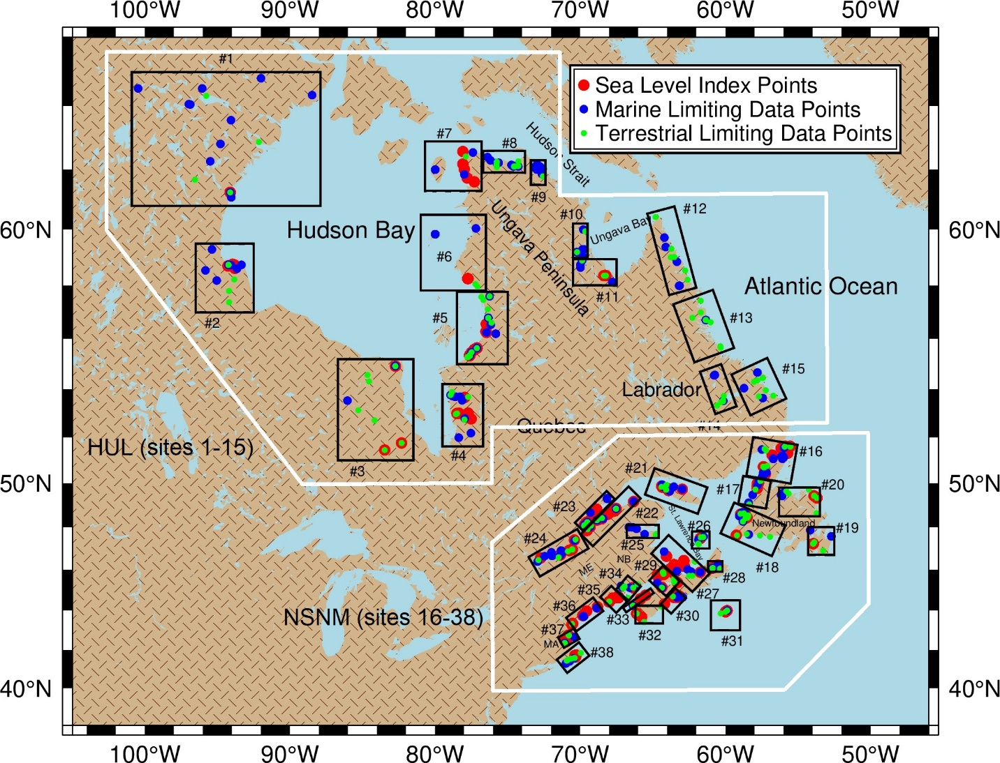 100°W 90°W 80°W 70°W 60°W 50°W
#1
Sea Level Index Points
Marine Limiting Data Points
Terrestrial Limiting Data Points
Hudson Strait
#7
#8
#9
#10
#12
60°N
60°N
Hudson Bay
Ungava Bay
Ungava Peninsula
#6
#11
Atlantic Ocean
#2
#5
#13
#15
Labrador
#14
Quebec
HUL (sites 1-15)
#4
#3
#16
50°N
50°N
#21
#17
#20
#23
#22
St. Lawrence Bay
Newfoundland
#26
#19
#24
#25
#18
ME
NB
#29
#28
#34
#27
#35
#36
#33
#30
NSNM (sites 16-38)
#37
#32
#31
MA
#38
40°N
40°N
100°W 90°W 80°W 70°W 60°W 50°W